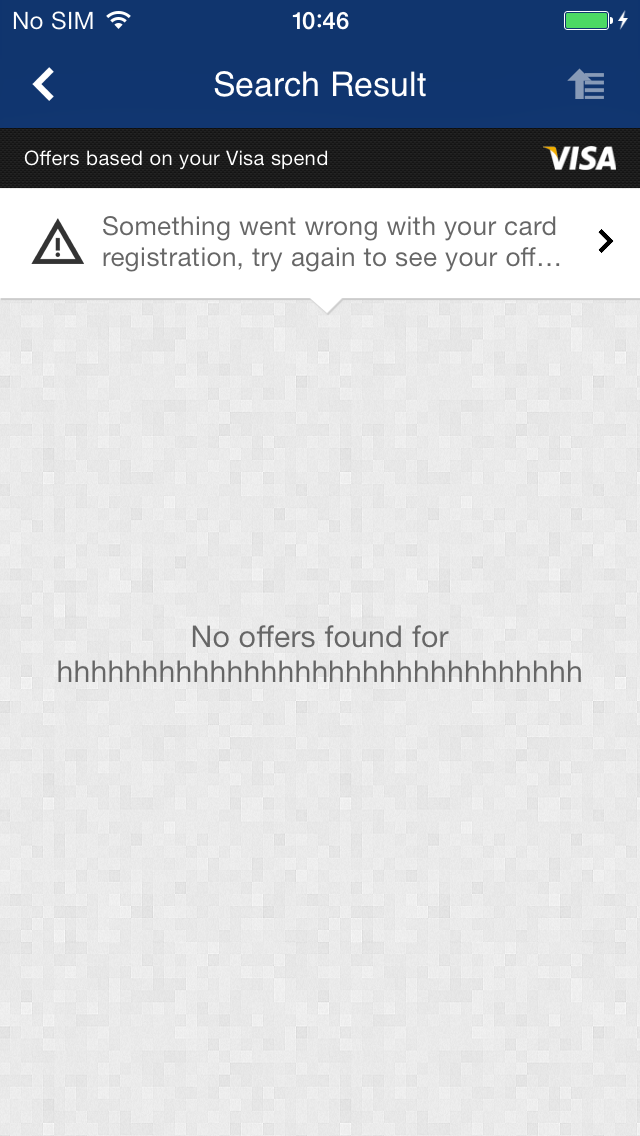 No SIM 10:46
Search Result
Offers based on your Visa spend VISA
Something went wrong with your card
registration, try again to see your off...
No offers found for
hhhhhhhhhhhhhhhhhhhhhhhhhhhhhhh